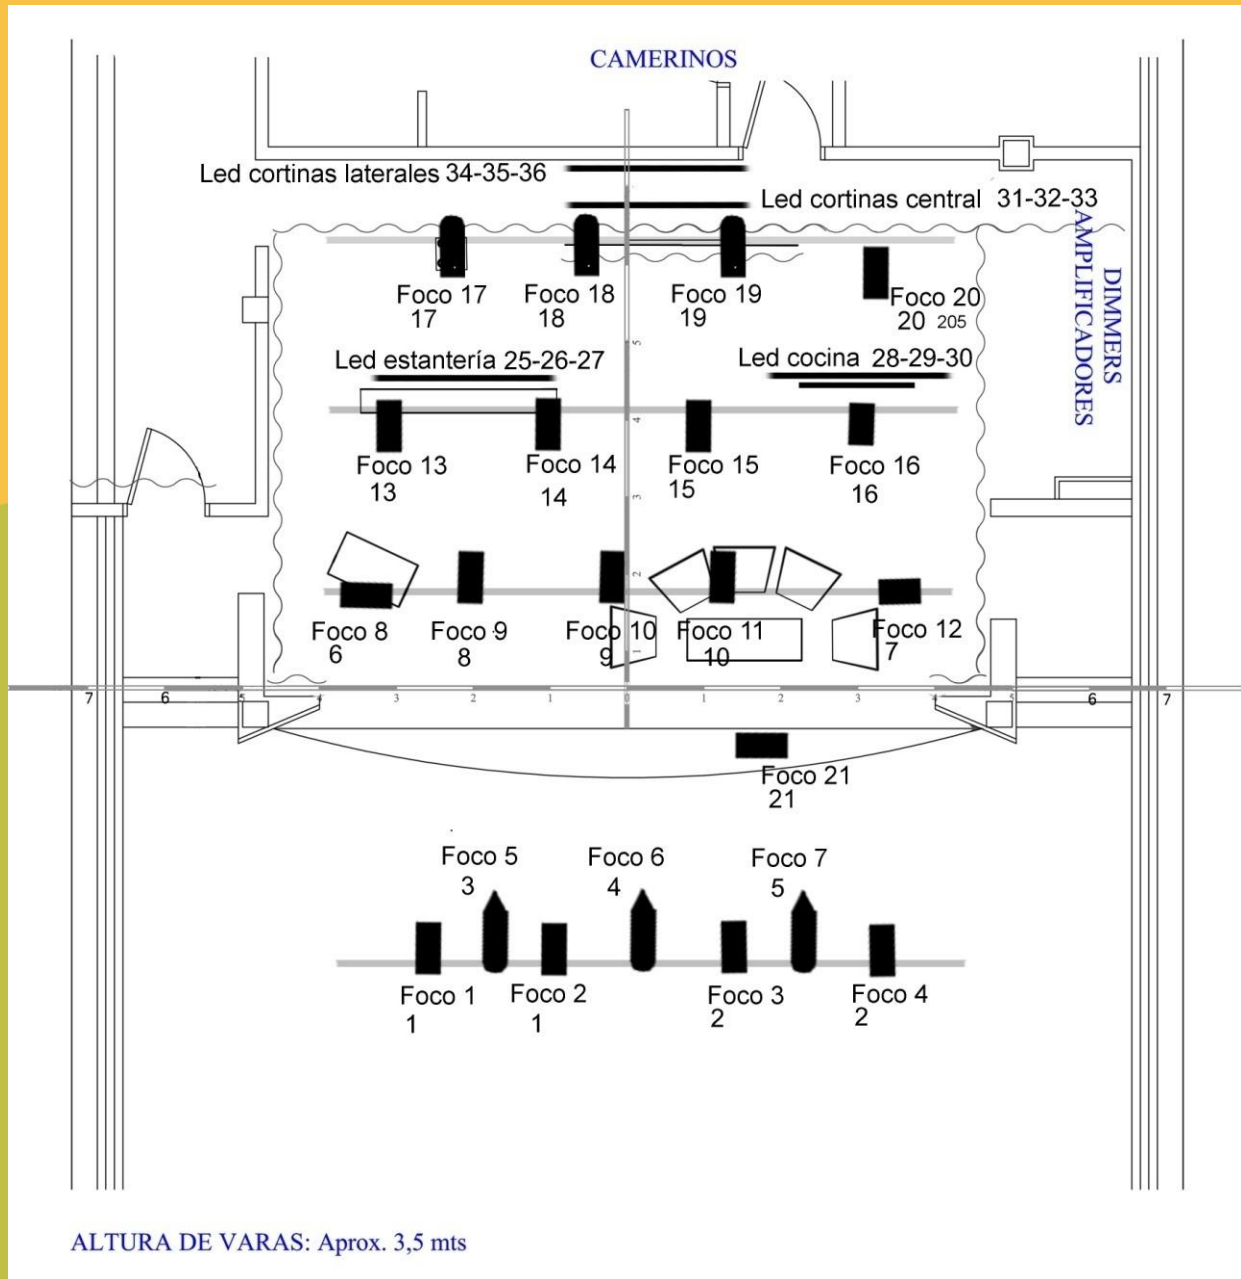 CAMERINOS
Led cortinas laterales 34-35-36
Led cortinas central 31-32-33
DIMMERS
AMPLIFICADORES
Foco 17
17
Foco 18
18
Foco 19
19
Foco 20
20 205
5
Led estantería 25-26-27
Led cocina 28-29-30
4
Foco 13
13
Foco 14
14
Foco 15
15
Foco 16
16
3
2
Foco 8
6
Foco 9
8
Foco 10
9
Foco 11
10
Foco 12
7
1
7 6 5 4 3 2 1 0 1 2 3 4 5 6 7
Foco 21
21
Foco 5
3
Foco 6
4
Foco 7
5
Foco 1
1
Foco 2
1
Foco 3
2
Foco 4
2
ALTURA DE VARAS: Aprox. 3,5 mts